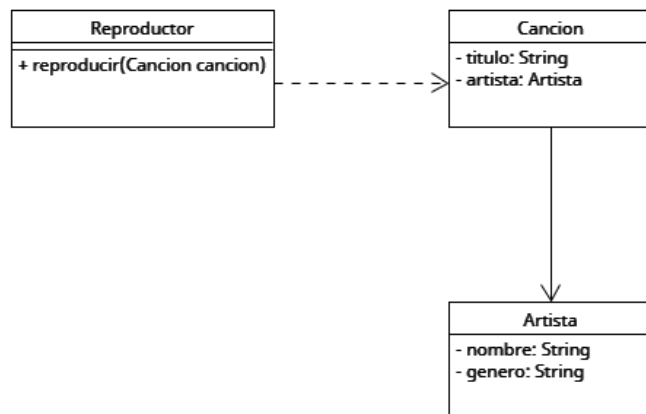 Reproductor
+ reproducir(Cancion cancion)
Cancion
- titulo: String
- artista: Artista
Artista
- nombre: String
- genero: String